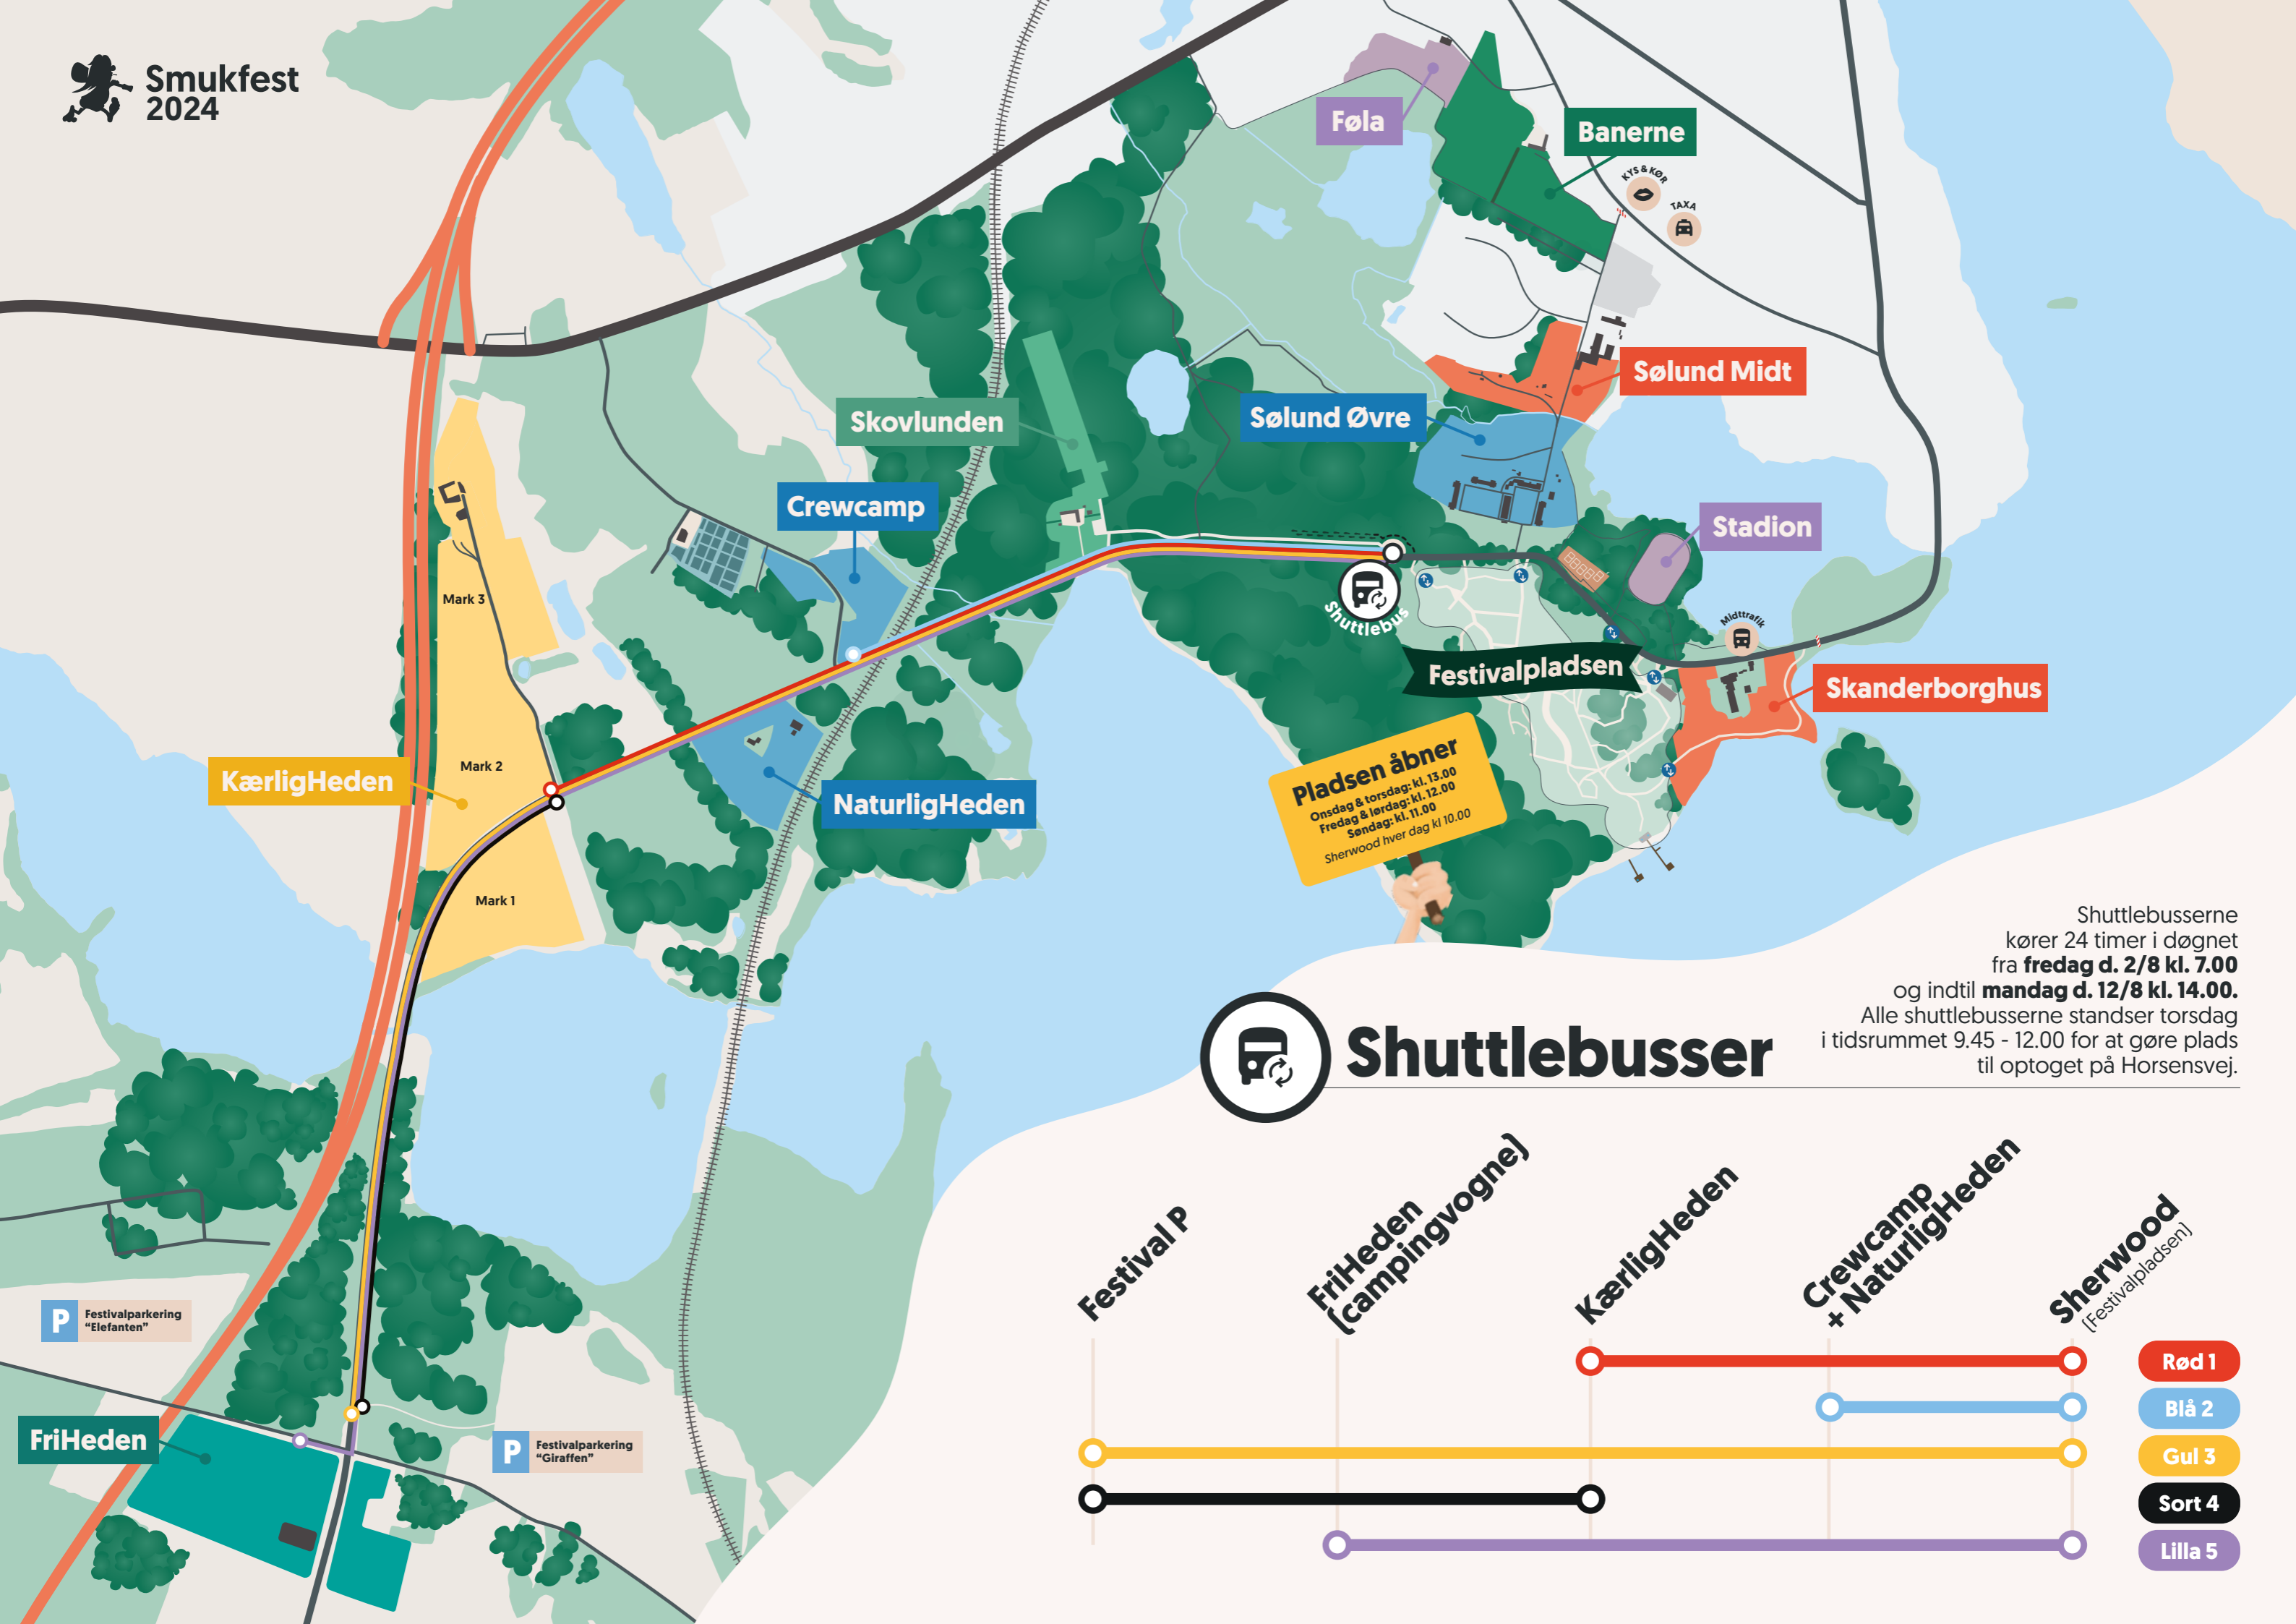 Smukfest
2024
Føla
Banerne
KYS & KØR
TAXA
Sølund Midt
Skovlunden
Sølund Øvre
Crewcamp
Stadion
Mark 3
Shuttlebus
Midttrafik
Festivalpladsen
Skanderborghus
KærligHeden
Mark 2
NaturligHeden
Mark 1
Pladsen åbner
Onsdag & torsdag: kl. 13.00
Fredag & lørdag: kl. 12.00
Søndag: kl. 11.00
Sherwood hver dag kl 10.00
Shuttlebusserne
kører 24 timer i døgnet
fra fredag d. 2/8 kl. 7.00
og indtil mandag d. 12/8 kl. 14.00.
Alle shuttlebusserne standser torsdag
i tidsrummet 9.45 - 12.00 for at gøre plads
til optoget på Horsensvej.
Shuttlebusser
P
Festivalparkering
"Elefanten"
FriHeden
P
Festivalparkering
"Giraffen"
Festival P
FriHeden
(campingvogne)
KærligHeden
Crewcamp
+ NaturligHeden
Sherwood
(Festivalpladsen)
Rød 1
Blå 2
Gul 3
Sort 4
Lilla 5